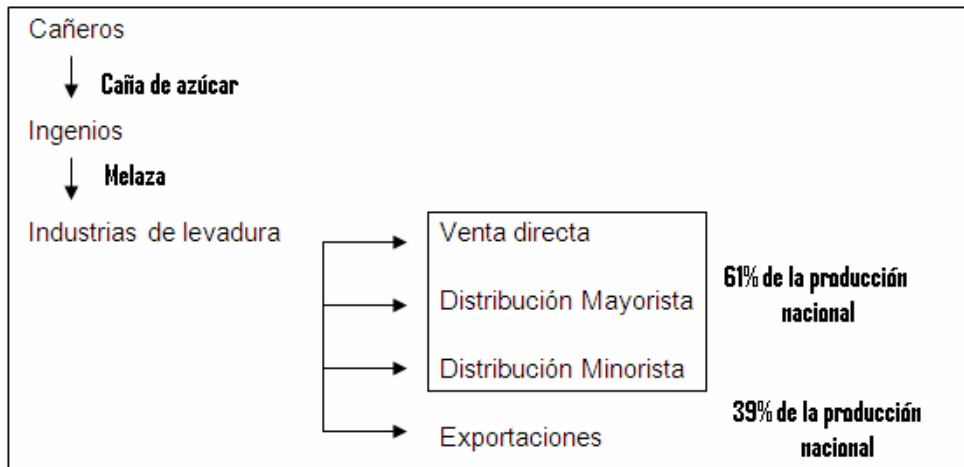 Cañeros
Caña de azúcar
Ingenios
Melaza
Industrias de levadura
Venta directa
Distribución Mayorista
Distribución Minorista
61% de la producción
nacional
Exportaciones
39% de la producción
nacional